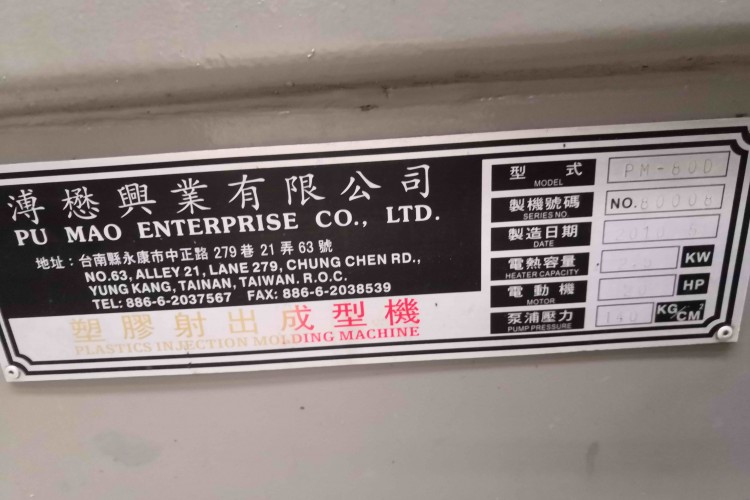 溥懋興業有限公司
PU MAO ENTERPRISE CO., LTD.
地址：台南縣永康市中正路 279 巷 21 弄 63 號
NO.63, ALLEY 21, LANE 279, CHUNG CHEN RD.,
YUNG KANG, TAINAN, TAIWAN. R.O.C.
TEL: 886-6-2037567 FAX: 886-6-2038539
塑膠射出成型機
PLASTICS INJECTION MOLDING MACHINE
型式 PM-80D
MODEL
製機號碼 NO.
SERIES NO.
製造日期
DATE
電熱容量 KW
HEATER CAPACITY
電動機 HP
MOTOR
泵浦壓力 140 KG/CM²
PUMP PRESSURE